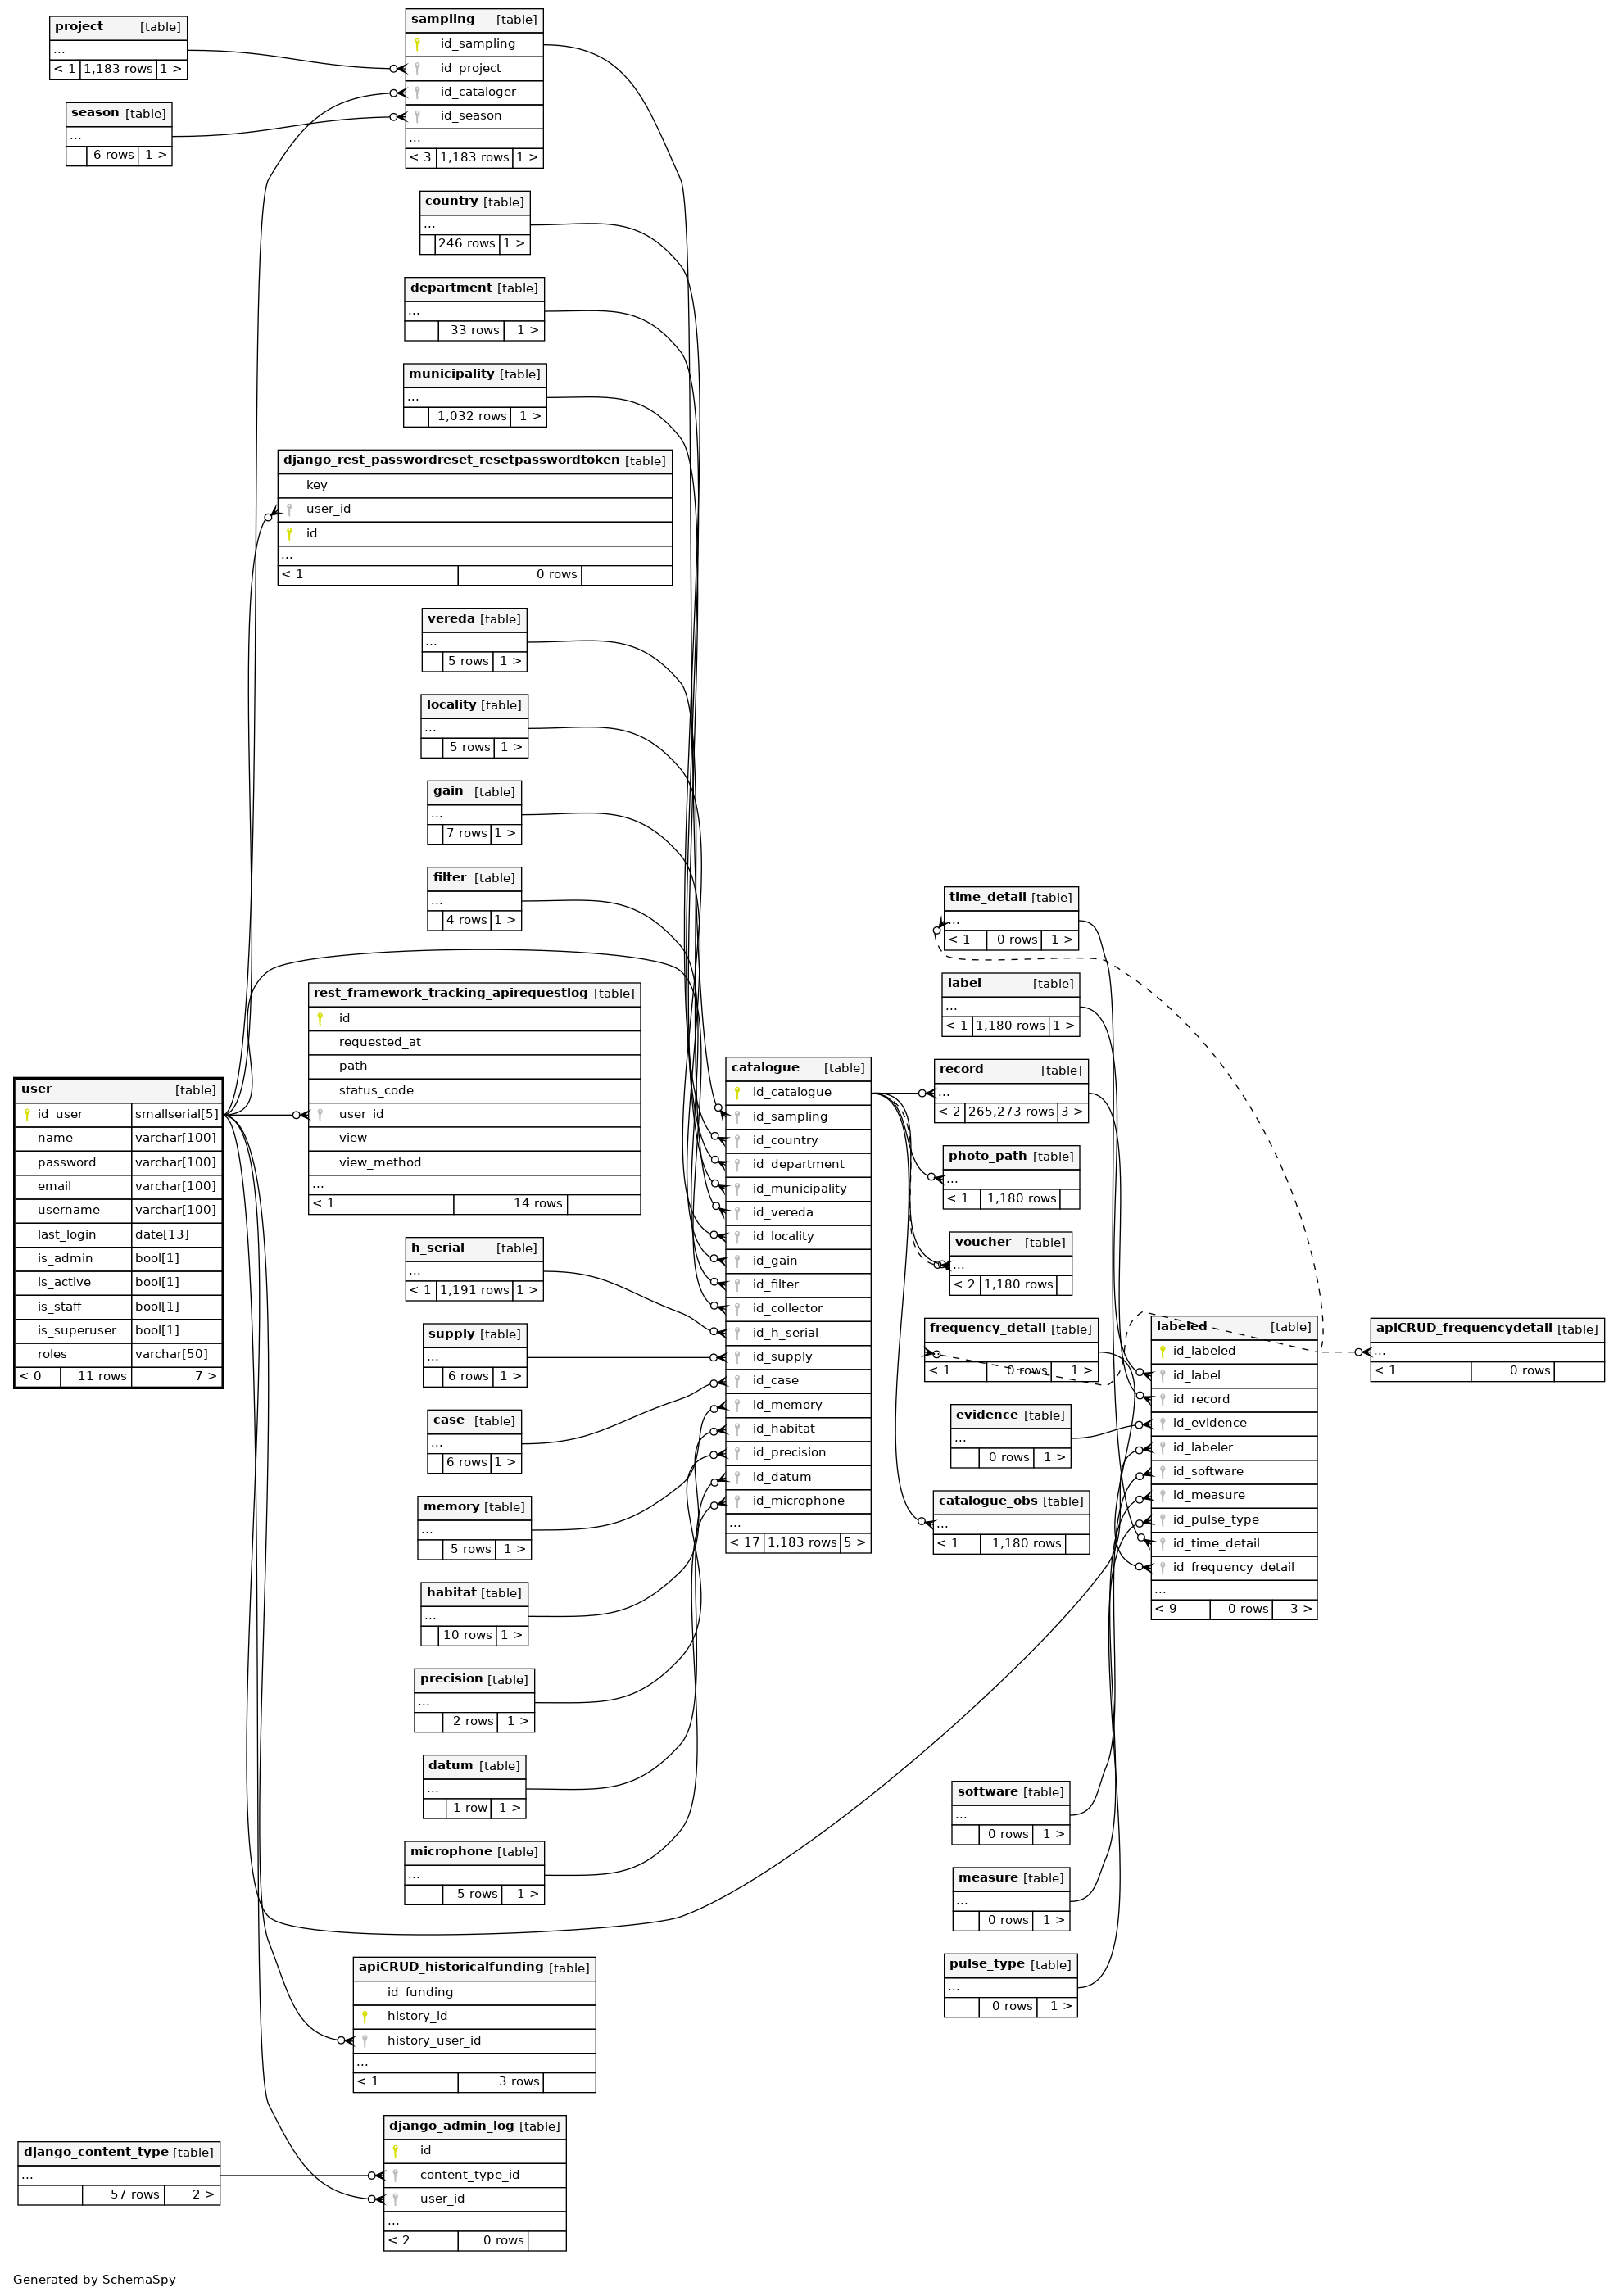 project [table]
...
< 1 1,183 rows 1 >
season [table]
...
6 rows 1 >
sampling [table]
id_sampling
id_project
id_cataloger
id_season
...
< 3 1,183 rows 1 >
country [table]
...
246 rows 1 >
department [table]
...
33 rows 1 >
municipality [table]
...
1,032 rows 1 >
django_rest_passwordreset_resetpasswordtoken [table]
key
user_id
id
...
< 1 0 rows
vereda [table]
...
5 rows 1 >
locality [table]
...
5 rows 1 >
gain [table]
...
7 rows 1 >
filter [table]
...
4 rows 1 >
rest_framework_tracking_apirequestlog [table]
id
requested_at
path
status_code
user_id
view
view_method
...
< 1 14 rows
user [table]
id_user smallserial[5]
name varchar[100]
password varchar[100]
email varchar[100]
username varchar[100]
last_login date[13]
is_admin bool[1]
is_active bool[1]
is_staff bool[1]
is_superuser bool[1]
roles varchar[50]
< 0 11 rows 7 >
h_serial [table]
...
< 1 1,191 rows 1 >
supply [table]
...
6 rows 1 >
case [table]
...
6 rows 1 >
memory [table]
...
5 rows 1 >
habitat [table]
...
10 rows 1 >
precision [table]
...
2 rows 1 >
datum [table]
...
1 row 1 >
microphone [table]
...
5 rows 1 >
catalogue [table]
id_catalogue
id_sampling
id_country
id_department
id_municipality
id_vereda
id_locality
id_gain
id_filter
id_collector
id_h_serial
id_supply
id_case
id_memory
id_habitat
id_precision
id_datum
id_microphone
...
< 17 1,183 rows 5 >
time_detail [table]
...
< 1 0 rows 1 >
label [table]
...
< 1 1,180 rows 1 >
record [table]
...
< 2 265,273 rows 3 >
photo_path [table]
...
< 1 1,180 rows
voucher [table]
...
< 2 1,180 rows
frequency_detail [table]
...
< 1 0 rows 1 >
evidence [table]
...
0 rows 1 >
catalogue_obs [table]
...
< 1 1,180 rows
labeled [table]
id_labeled
id_label
id_record
id_evidence
id_labeler
id_software
id_measure
id_pulse_type
id_time_detail
id_frequency_detail
...
< 9 0 rows 3 >
apiCRUD_frequencydetail [table]
...
< 1 0 rows
software [table]
...
0 rows 1 >
measure [table]
...
0 rows 1 >
pulse_type [table]
...
0 rows 1 >
apiCRUD_historicalfunding [table]
id_funding
history_id
history_user_id
...
< 1 3 rows
django_content_type [table]
...
57 rows 2 >
django_admin_log [table]
id
content_type_id
user_id
...
< 2 0 rows
Generated by SchemaSpy